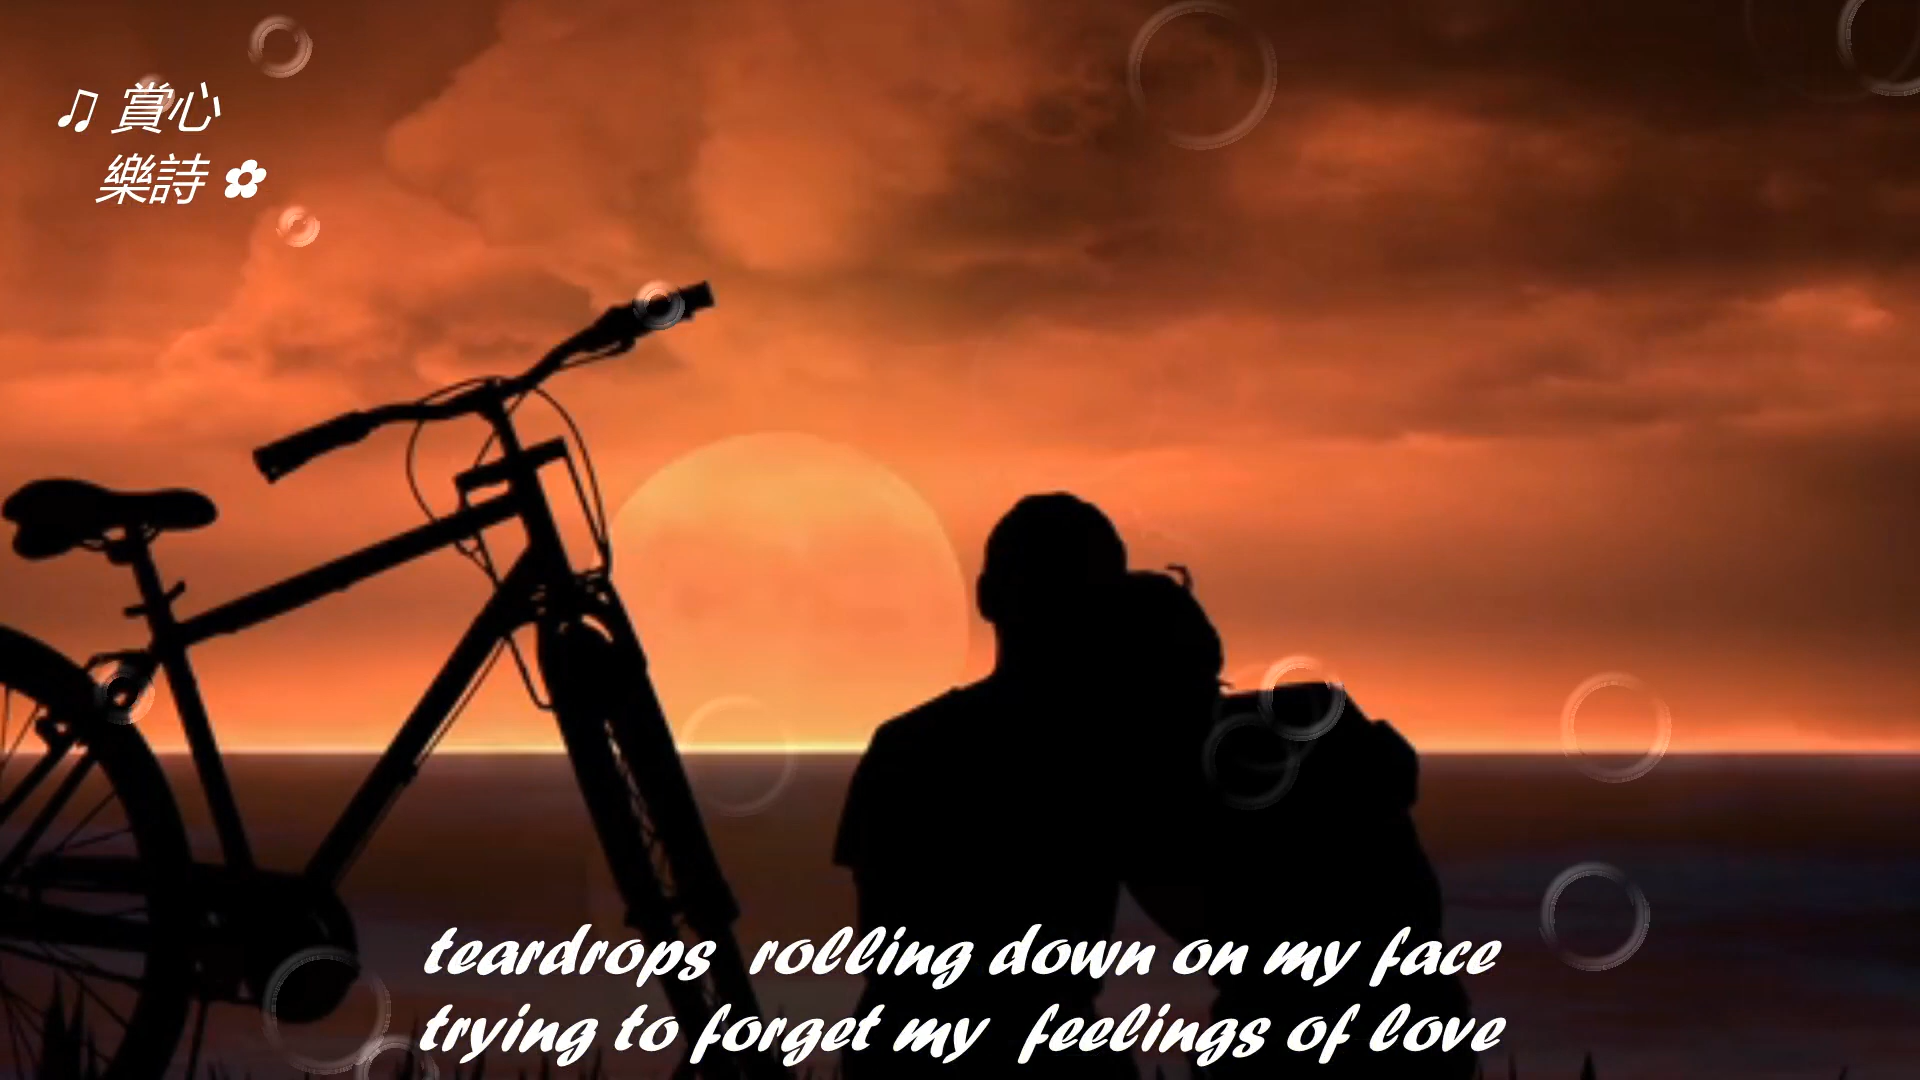 ♫ 賞心
樂詩 ✿
teardrops rolling down on my face
trying to forget my feelings of love